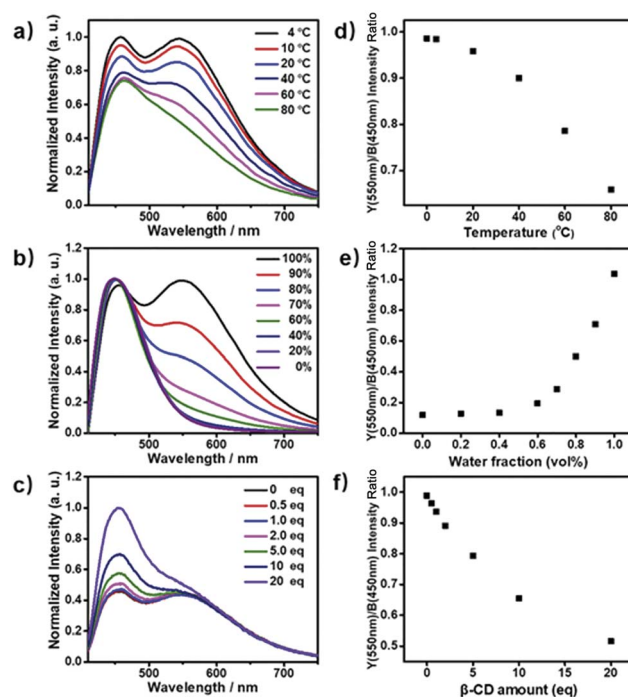 a)
Normalized Intensity (a. u.)
1.0
0.8
0.6
0.4
0.2
0.0
4 °C
10 °C
20 °C
40 °C
60 °C
80 °C
500
600
700
Wavelength / nm
d)
Y(550nm)/B(450nm) Intensity Ratio
1.0
0.9
0.8
0.7
0
20
40
60
80
Temperature (°C)
b)
Normalized Intensity (a. u.)
1.2
1.0
0.8
0.6
0.4
0.2
0.0
100%
90%
80%
70%
60%
40%
20%
0%
500
600
700
Wavelength / nm
e)
Y(550nm)/B(450nm) Intensity Ratio
1.2
1.0
0.8
0.6
0.4
0.2
0.0
0.0
0.2
0.4
0.6
0.8
1.0
Water fraction (vol%)
c)
Normalized Intensity (a. u.)
1.2
1.0
0.8
0.6
0.4
0.2
0.0
0 eq
0.5 eq
1.0 eq
2.0 eq
5.0 eq
10 eq
20 eq
500
600
700
Wavelength / nm
f)
Y(550nm)/B(450nm) Intensity Ratio
1.0
0.9
0.8
0.7
0.6
0.5
0
5
10
15
20
β-CD amount (eq)